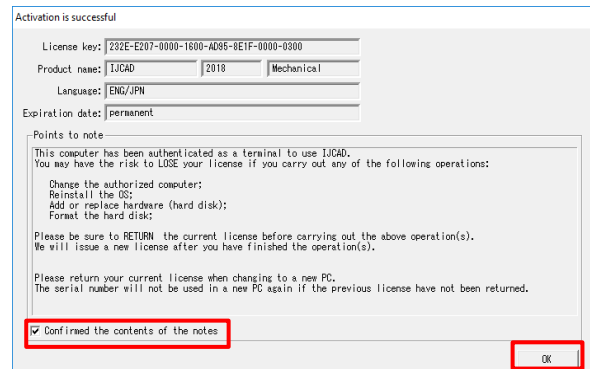 Activation is successful
License key: 232E-E207-0000-1600-AD95-8E1F-0000-0300
Product name: IJCAD 2018 Mechanical
Language: ENG/JPN
Expiration date: permanent
Points to note
This computer has been authenticated as a terminal to use IJCAD.
You may have the risk to LOSE your license if you carry out any of the following operations:
Change the authorized computer;
Reinstall the OS;
Add or replace hardware (hard disk);
Format the hard disk;
Please be sure to RETURN the current license before carrying out the above operation(s).
We will issue a new license after you have finished the operation(s).
Please return your current license when changing to a new PC.
The serial number will not be used in a new PC again if the previous license have not been returned.
Confirmed the contents of the notes
OK